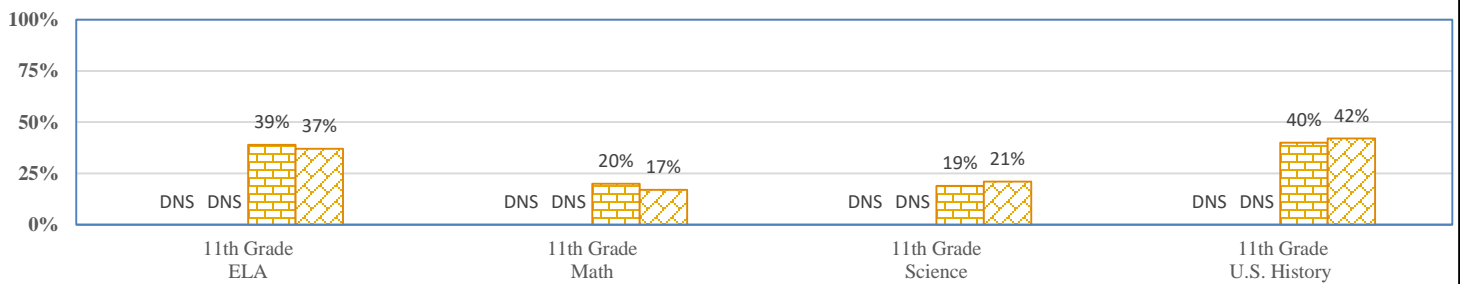 100%
75%
50%
25%
0%
DNS DNS 39% 37%
DNS DNS 20% 17%
DNS DNS 19% 21%
DNS DNS 40% 42%
11th Grade
ELA
11th Grade
Math
11th Grade
Science
11th Grade
U.S. History